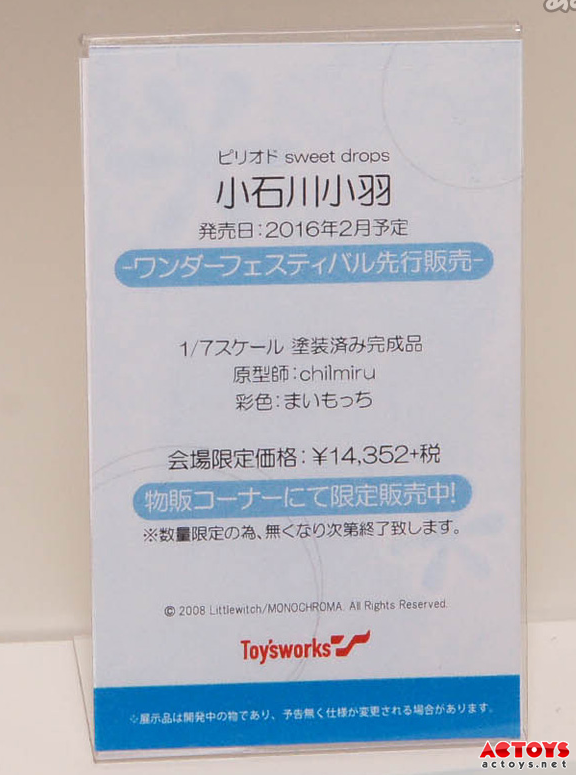 ピリオド sweet drops
小石川小羽
発売日：2016年2月予定
-ワンダーフェスティバル先行販売-
1/7スケール 塗装済み完成品
原型師：chilmiru
彩色：まいもっち
会場限定価格：¥14,352+税
物販コーナーにて限定販売中!
※数量限定の為、無くなり次第終了致します。
© 2008 Littlewitch/MONOCHROMA. All Rights Reserved.
Toy'sworks
※展示品は開発中の物であり、予告無く仕様が変更される場合があります。
ACTOYS
actoys.net